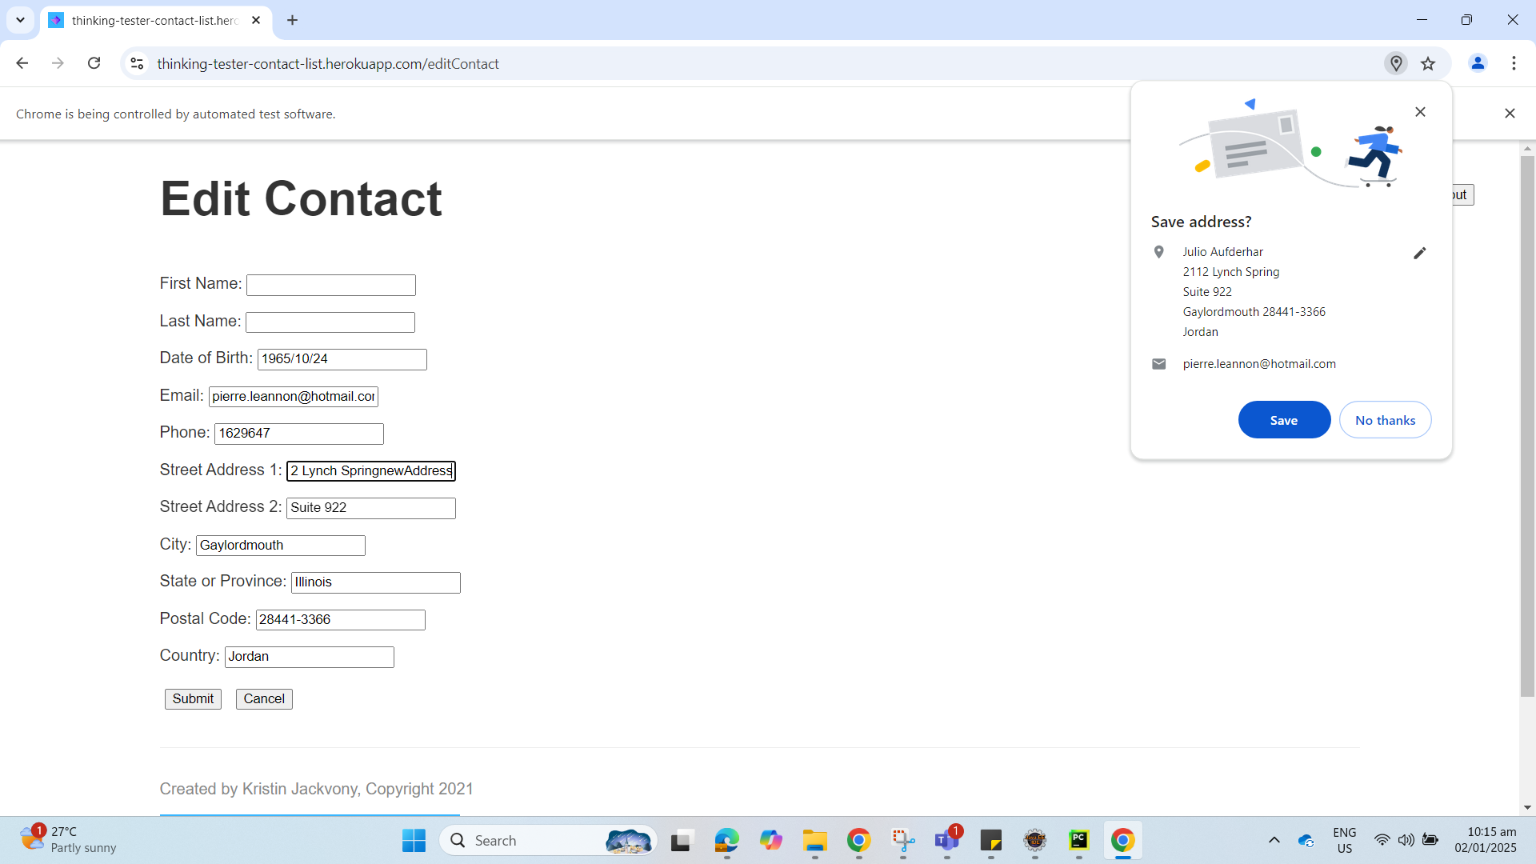 thinking-tester-contact-list.hero
thinking-tester-contact-list.herokuapp.com/editContact
Chrome is being controlled by automated test software.
Edit Contact
out
First Name:
Last Name:
Date of Birth: 1965/10/24
Email: pierre.leannon@hotmail.com
Phone: 1629647
Street Address 1: 2 Lynch SpringnewAddress
Street Address 2: Suite 922
City: Gaylordmouth
State or Province: Illinois
Postal Code: 28441-3366
Country: Jordan
Submit Cancel
Created by Kristin Jackvony, Copyright 2021
Save address?
Julio Aufderhar
2112 Lynch Spring
Suite 922
Gaylordmouth 28441-3366
Jordan
pierre.leannon@hotmail.com
Save No thanks
1
27°C
Partly sunny
Search
1
PC
ENG
US
10:15 am
02/01/2025